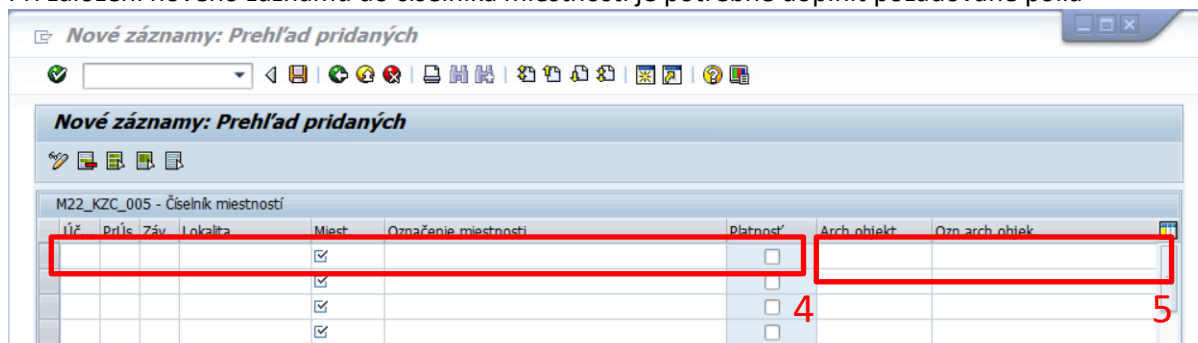 Nové záznamy: Prehľad pridaných
Nové záznamy: Prehľad pridaných
M22_KZC_005 - Číselník miestností
Úč... PrÚs Záv. Lokalita Miest. Označenie miestnosti Platnosť Arch.objekt Ozn.arch.objek.
4 5